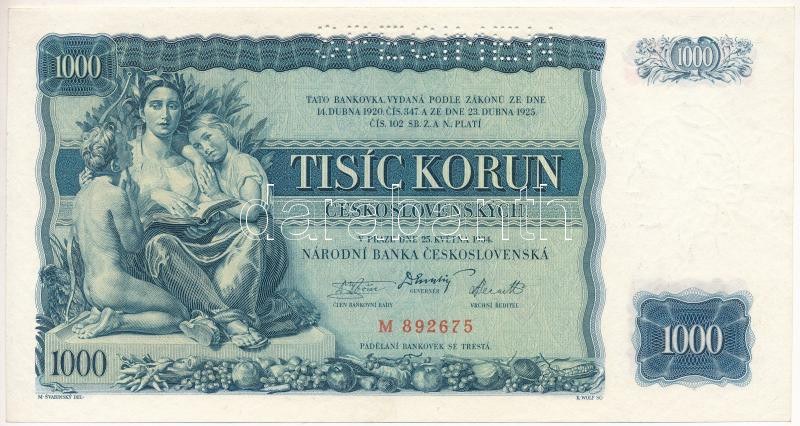 1000
1000
TATO BANKOVKA, VYDANÁ PODLE ZÁKONŮ ZE DNE
14. DUBNA 1920, ČÍS. 347 A ZE DNE 23. DUBNA 1925,
ČÍS. 102 SB. Z. A N., PLATÍ
TISÍC KORUN
ČESKOSLOVENSKÝCH
darabanth
V PRAZE DNE 25. KVĚTNA 1934.
NÁRODNÍ BANKA ČESKOSLOVENSKÁ
ČLEN BANKOVNÍ RADY
GUVERNÉR
VRCHNÍ ŘEDITEL
M 892675
1000
1000
PADĚLÁNÍ BANKOVEK SE TRESTÁ.
M. ŠVABINSKÝ DEL.
K. WOLF SC.